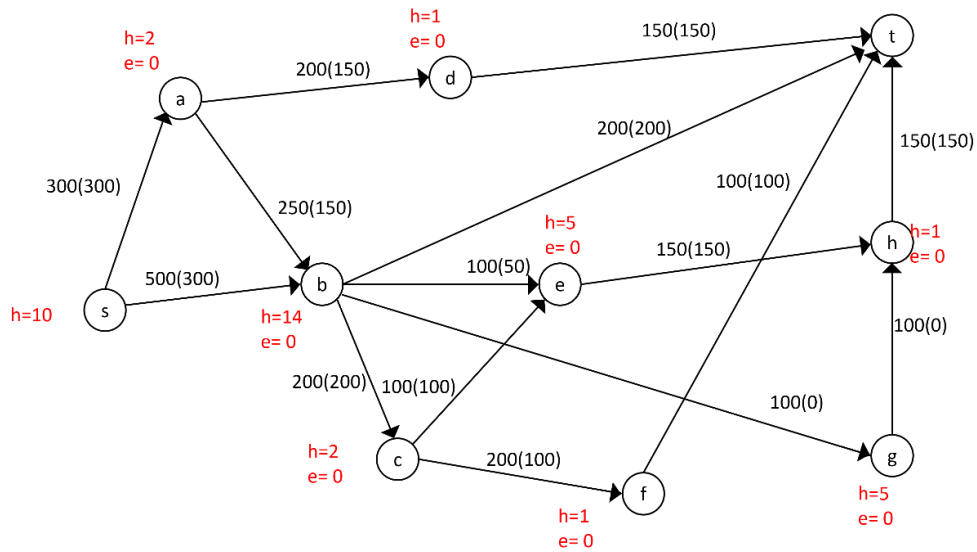 h=1
e= 0
150(150)
t
h=2
e= 0
200(150)
d
a
200(200)
150(150)
300(300)
100(100)
250(150)
h=5
e= 0
h=1
e= 0
150(150)
h
500(300)
100(50)
b
e
s
h=10
h=14
e= 0
100(0)
200(200)
100(100)
100(0)
h=2
e= 0
c
200(100)
g
f
h=5
e= 0
h=1
e= 0